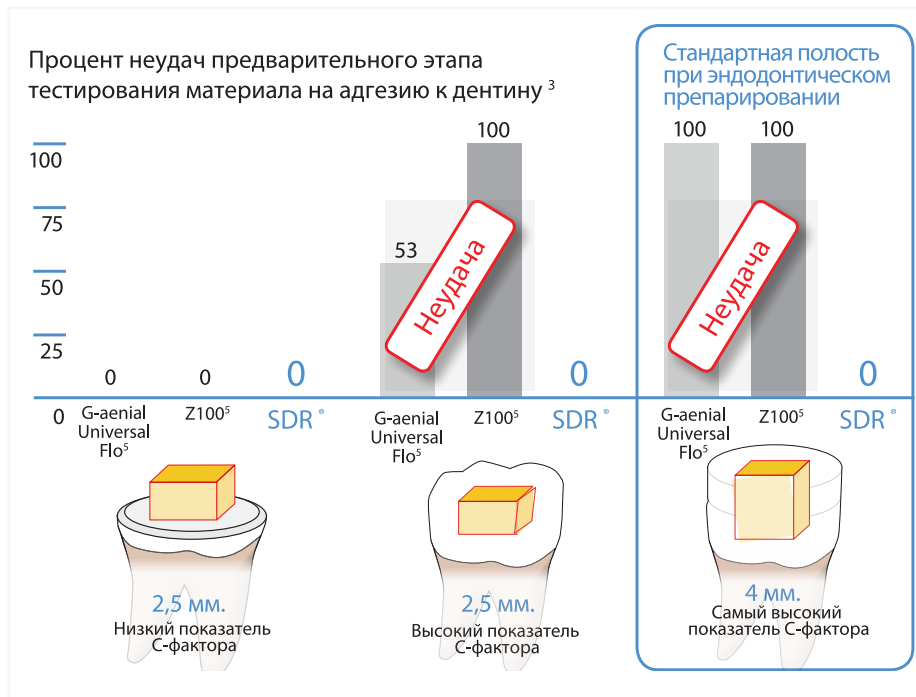 Процент неудач предварительного этапа
тестирования материала на адгезию к дентину ³
Стандартная полость
при эндодонтическом
препарировании
100
75
50
25
0
0
0
0
53
100
0
100
100
0
Неудача
Неудача
G-aenial
Universal
Flo⁵
Z100⁵
SDR ®
G-aenial
Universal
Flo⁵
Z100⁵
SDR ®
G-aenial
Universal
Flo⁵
Z100⁵
SDR ®
2,5 мм.
Низкий показатель
С-фактора
2,5 мм.
Высокий показатель
С-фактора
4 мм.
Самый высокий
показатель С-фактора